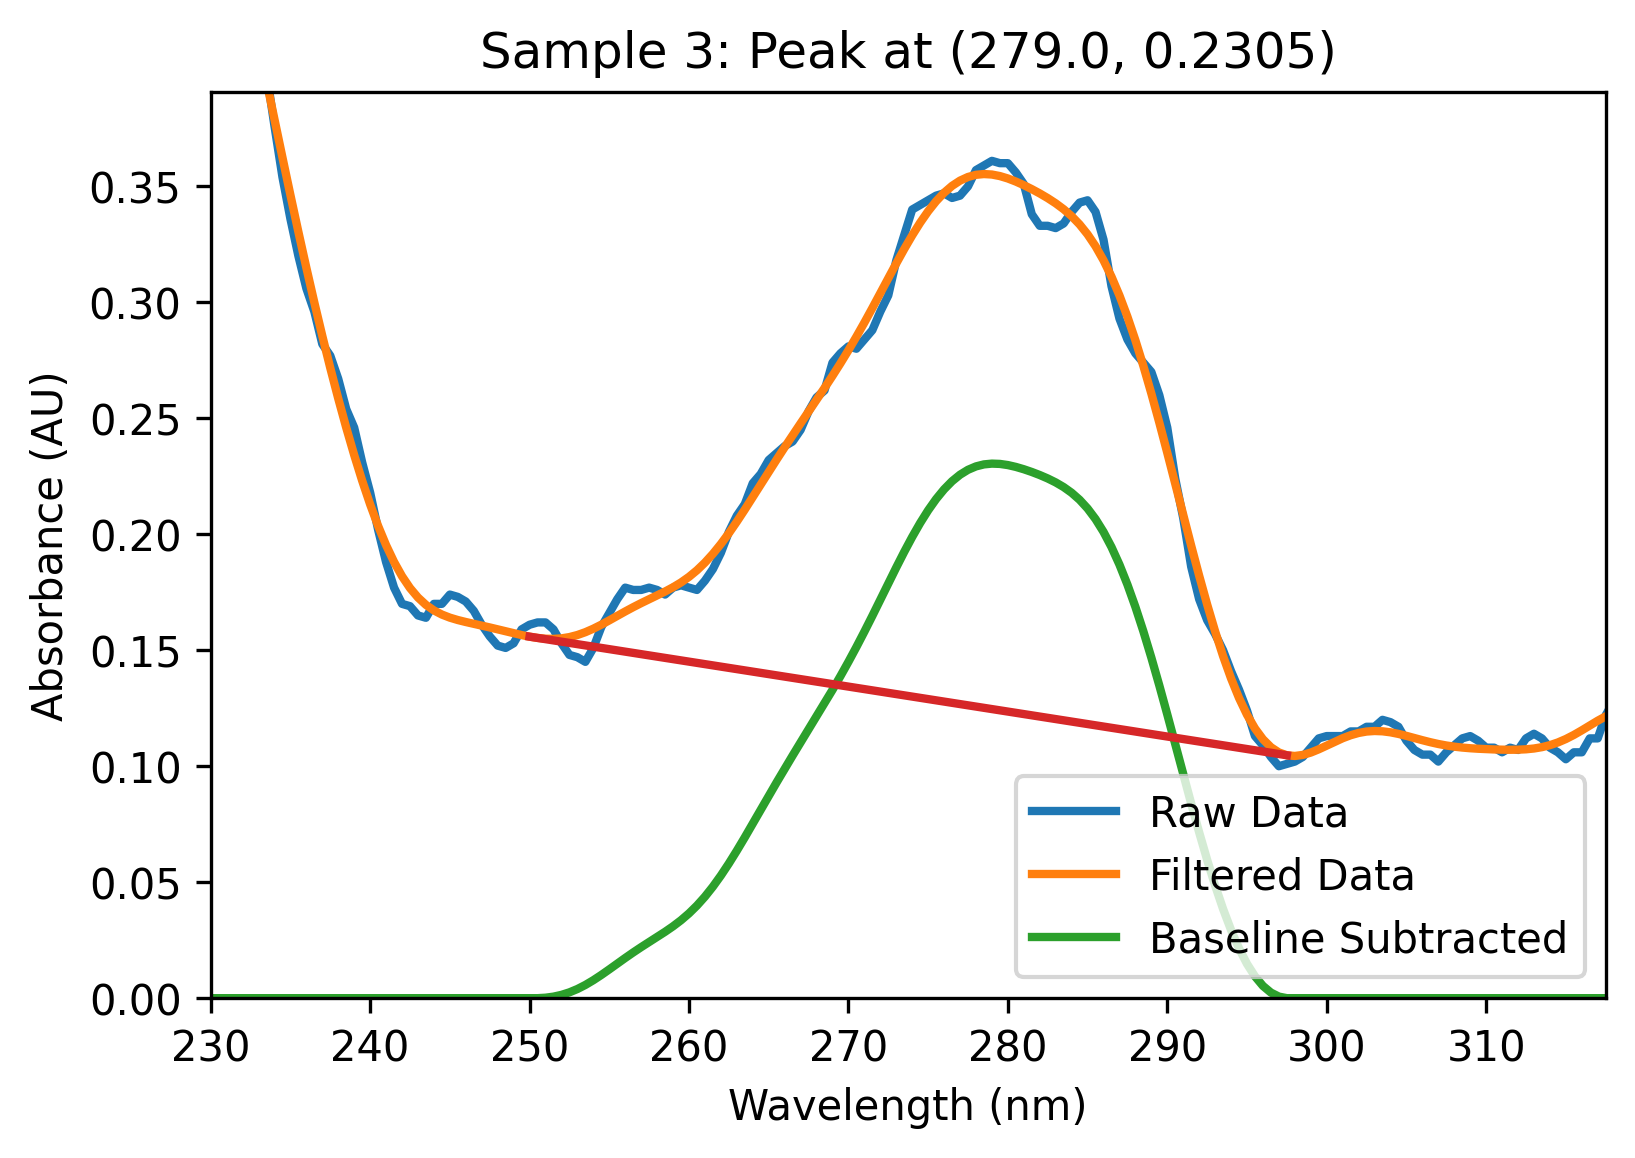 Sample 3: Peak at (279.0, 0.2305)
Absorbance (AU)
0.35
0.30
0.25
0.20
0.15
0.10
0.05
0.00
Raw Data
Filtered Data
Baseline Subtracted
230 240 250 260 270 280 290 300 310
Wavelength (nm)